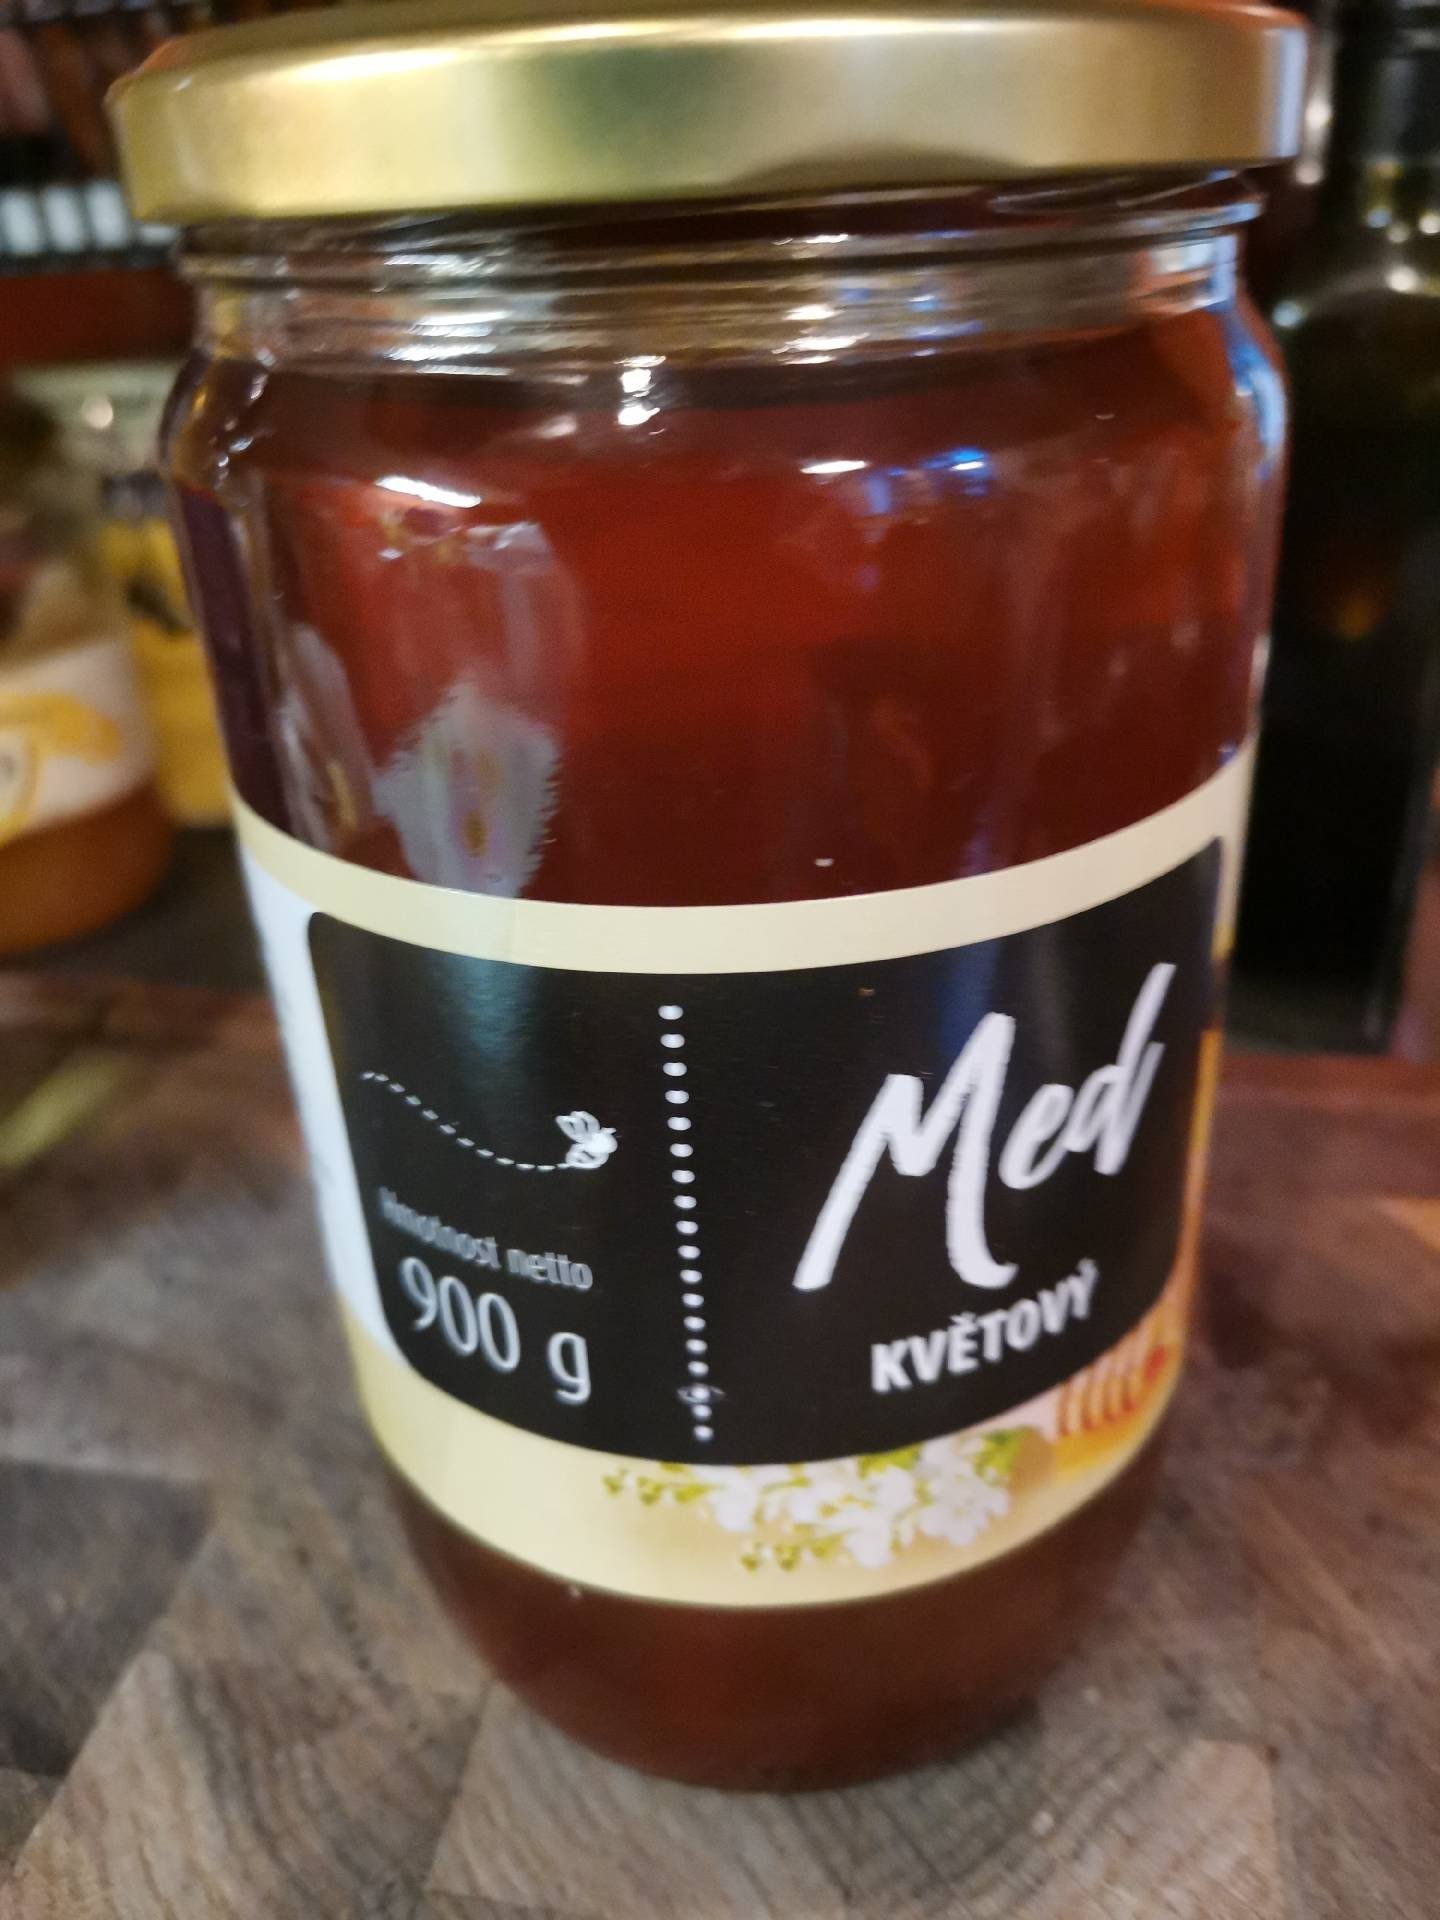 Med
KVĚTOVÝ
Hmotnost netto
900 g